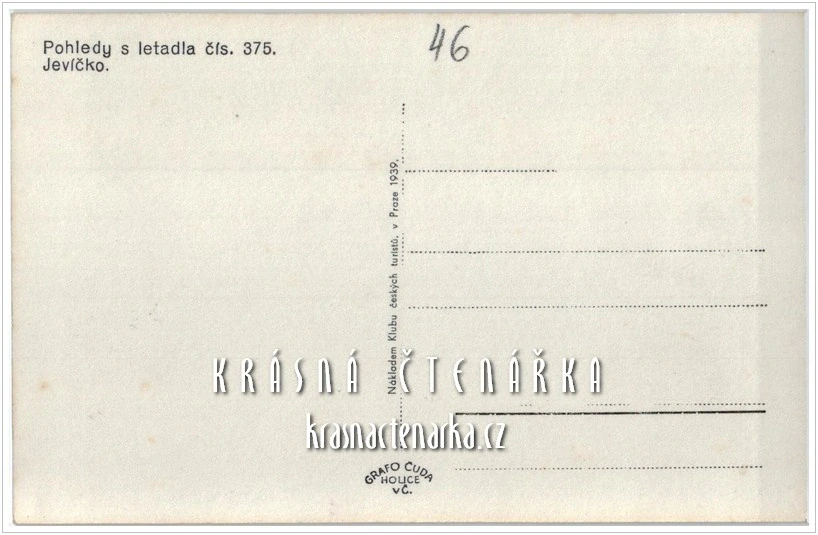 Pohledy s letadla čís. 375.
Jevíčko.
46
Nákladem Klubu českých turistů, v Praze 1939.
KRÁSNÁ ČTENÁŘKA
krasnactenarka.cz
GRAFO ČUDA
HOLICE
VČ.